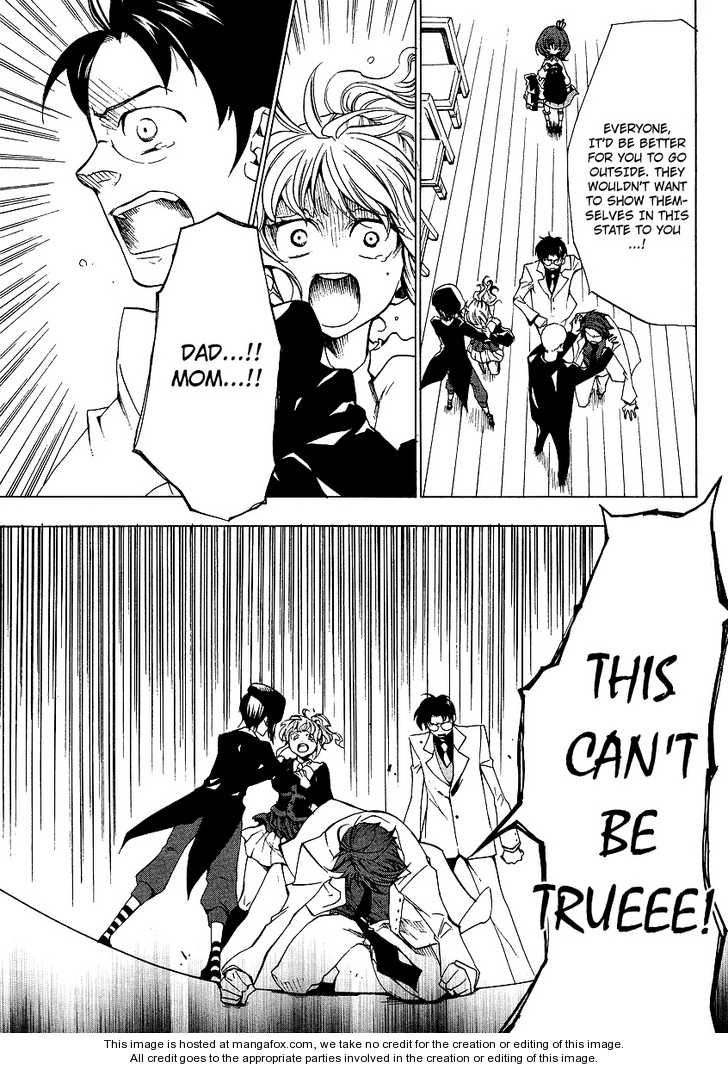 EVERYONE,
IT'D BE BETTER
FOR YOU TO GO
OUTSIDE. THEY
WOULDN'T WANT
TO SHOW THEM-
SELVES IN THIS
STATE TO YOU
...!
DAD...!!
MOM...!!
THIS
CAN'T
BE
TRUEEE!
This image is hosted at mangafox.com, we take no credit for the creation or editing of this image.
All credit goes to the appropriate parties involved in the creation or editing of this image.